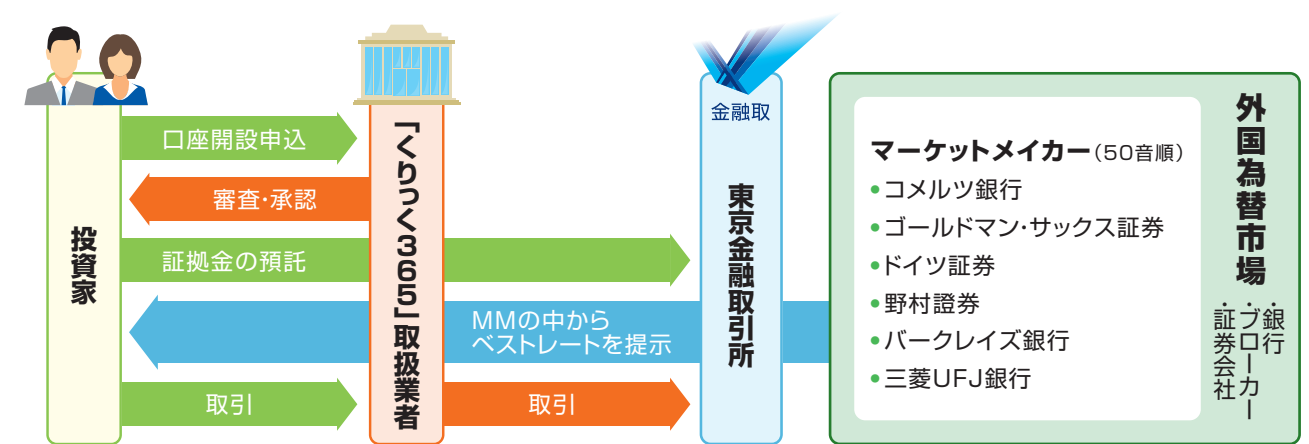 投資家
口座開設申込
審査・承認
証拠金の預託
MMの中から
ベストレートを提示
取引
取引
「くりっく365」取扱業者
金融取
東京金融取引所
マーケットメイカー(50音順)
•コメルツ銀行
•ゴールドマン・サックス証券
•ドイツ証券
•野村證券
•バークレイズ銀行
•三菱UFJ銀行
外国為替市場
・銀行
・ブローカー
・証券会社